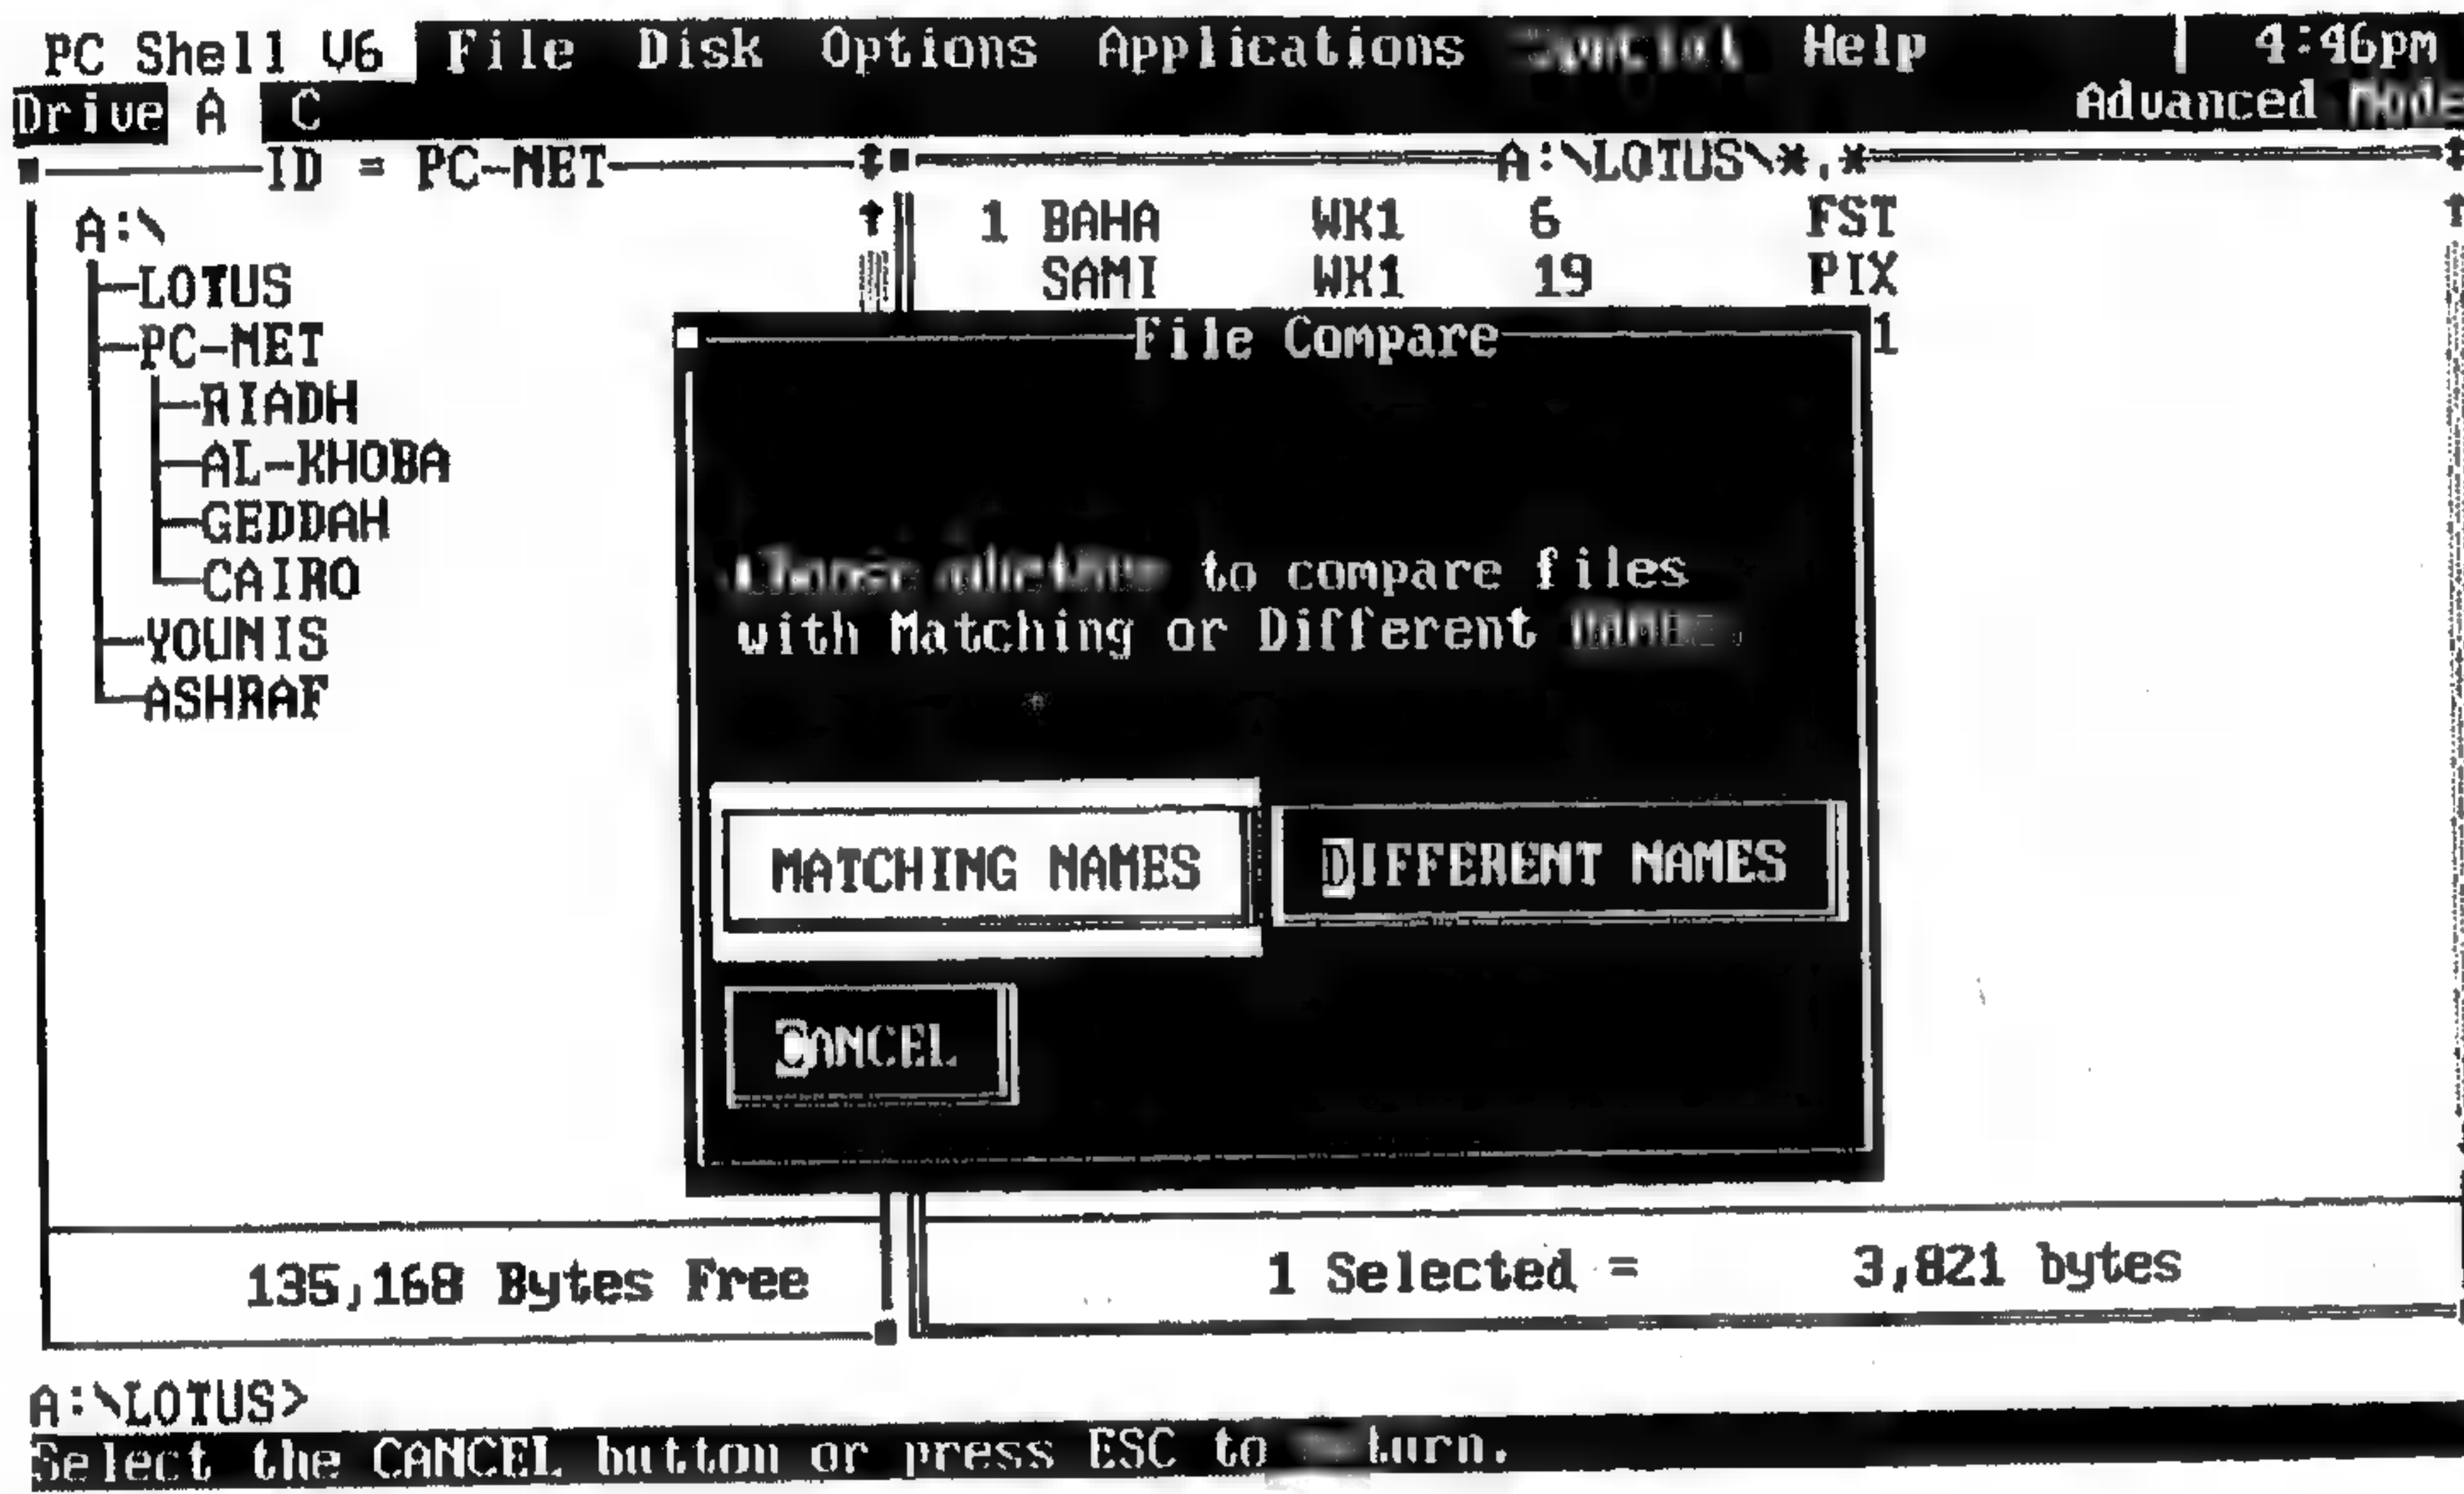 PC Shell V6 File Disk Options Applications Help 4:46pm
Drive A C Advanced Mode
ID = PC-NET
A:\LOTUS\*.*
A:\
LOTUS
PC-NET
RIADH
AL-KHOBA
GEDDAH
CAIRO
YOUNIS
ASHRAF
1 BAHA WK1 6 FST
SAMI WK1 19 PIX
1
File Compare
to compare files
with Matching or Different
MATCHING NAMES
DIFFERENT NAMES
CANCEL
135,168 Bytes Free
1 Selected = 3,821 bytes
A:\LOTUS>
Select the CANCEL button or press ESC to